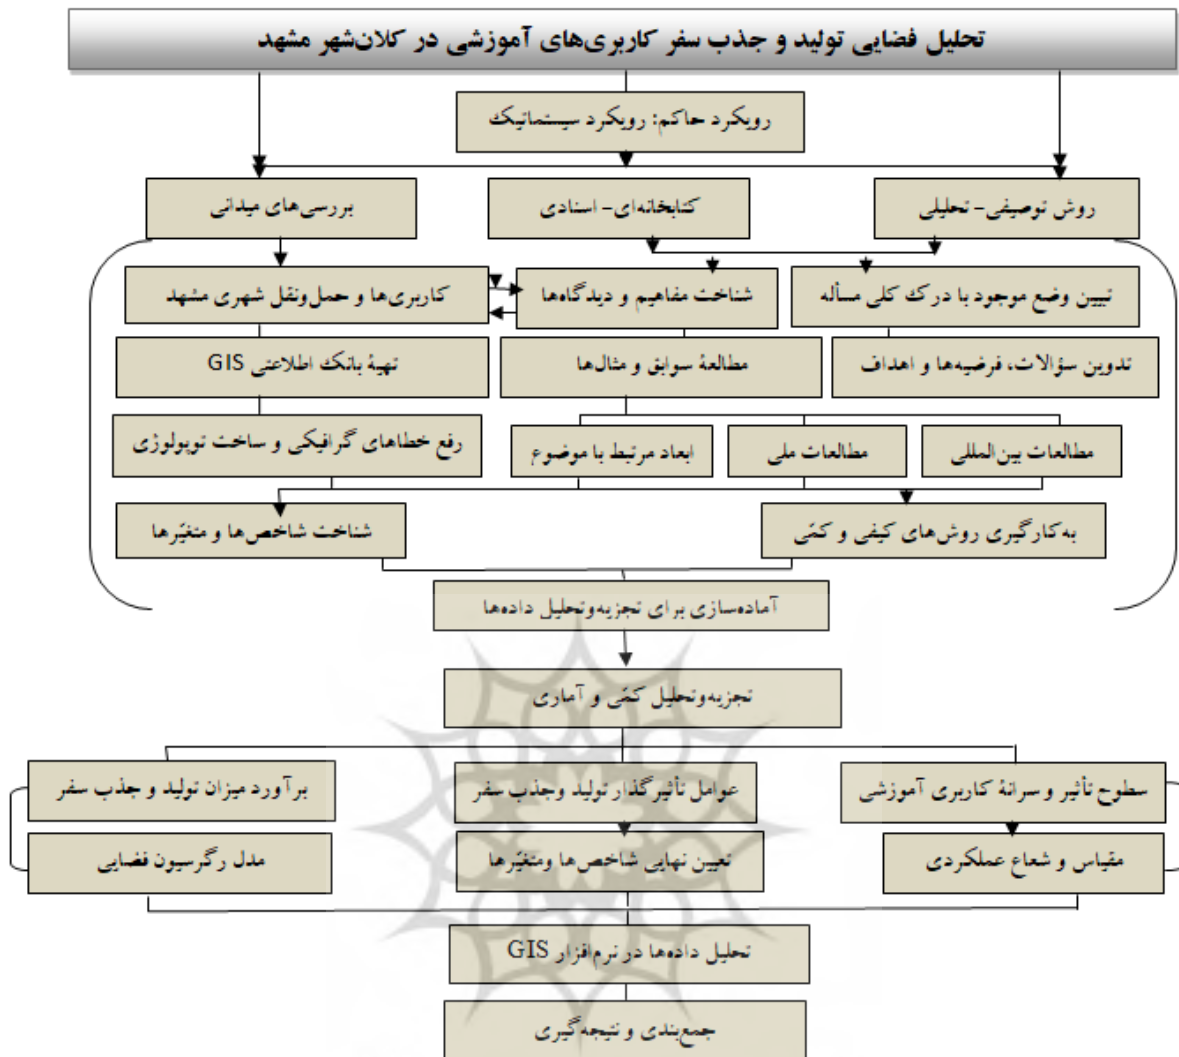 تحلیل فضایی تولید و جذب سفر کاربری‌های آموزشی در کلان‌شهر مشهد
رویکرد حاکم: رویکرد سیستماتیک
روش توصیفی- تحلیلی
کتابخانه‌ای- اسنادی
بررسی‌های میدانی
تبیین وضع موجود با درک کلی مسأله
شناخت مفاهیم و دیدگاه‌ها
کاربری‌ها و حمل‌ونقل شهری مشهد
تدوین سؤالات، فرضیه‌ها و اهداف
مطالعۀ سوابق و مثال‌ها
تهیۀ بانک اطلاعتی GIS
مطالعات بین‌المللی
مطالعات ملی
ابعاد مرتبط با موضوع
رفع خطاهای گرافیکی و ساخت توپولوژی
به‌کارگیری روش‌های کیفی و کمّی
شناخت شاخص‌ها و متغیّرها
آماده‌سازی برای تجزیه‌وتحلیل داده‌ها
تجزیه‌وتحلیل کمّی و آماری
سطوح تأثیر و سرانۀ کاربری آموزشی
عوامل تأثیرگذار تولید وجذب سفر
برآورد میزان تولید و جذب سفر
مقیاس و شعاع عملکردی
تعیین نهایی شاخص‌ها ومتغیّرها
مدل رگرسیون فضایی
تحلیل داده‌ها در نرم‌افزار GIS
جمع‌بندی و نتیجه‌گیری